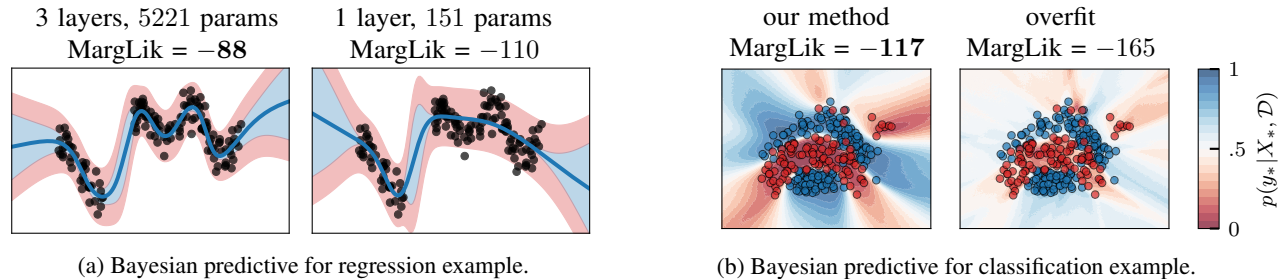 3 layers, 5221 params
MargLik = −88
1 layer, 151 params
MargLik = −110
(a) Bayesian predictive for regression example.
our method
MargLik = −117
overfit
MargLik = −165
1
.5
0
p(y∗|X∗, D)
(b) Bayesian predictive for classification example.